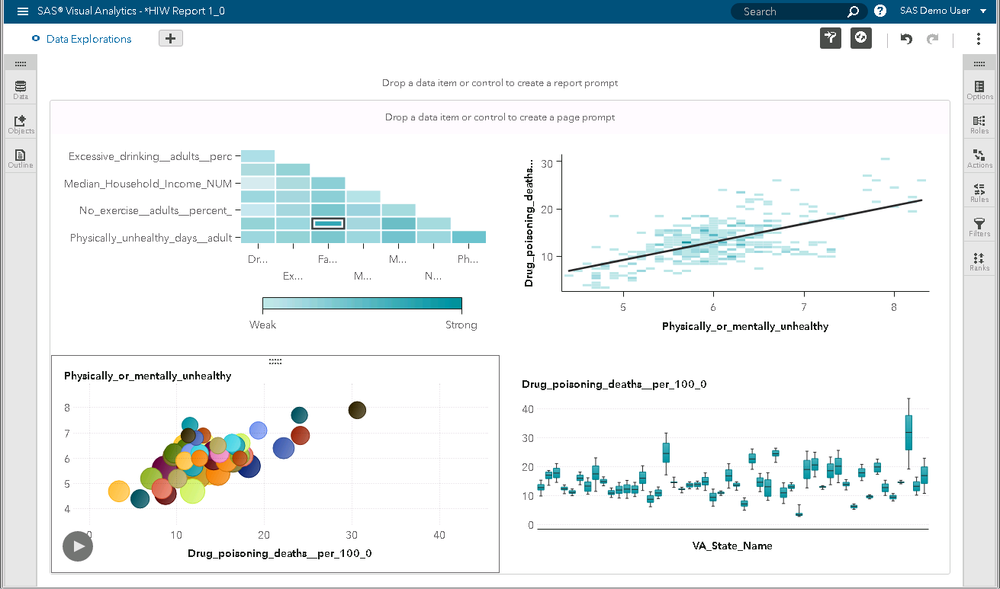 SAS® Visual Analytics - *HIW Report 1_0
Search
?
SAS Demo User
Data Explorations
+
Data
Objects
Outline
Options
Roles
Actions
Rules
Filters
Ranks
Drop a data item or control to create a report prompt
Drop a data item or control to create a page prompt
Excessive_drinking__adults__perc
Median_Household_Income_NUM
No_exercise__adults__percent_
Physically_unhealthy_days__adult
Dr... Fa... M... Ph...
Ex... M... N...
Weak Strong
Drug_poisoning_deaths...
30
20
10
5 6 7 8
Physically_or_mentally_unhealthy
Physically_or_mentally_unhealthy
8
7
6
5
4
0 10 20 30 40
Drug_poisoning_deaths__per_100_0
Drug_poisoning_deaths__per_100_0
40
30
20
10
0
VA_State_Name